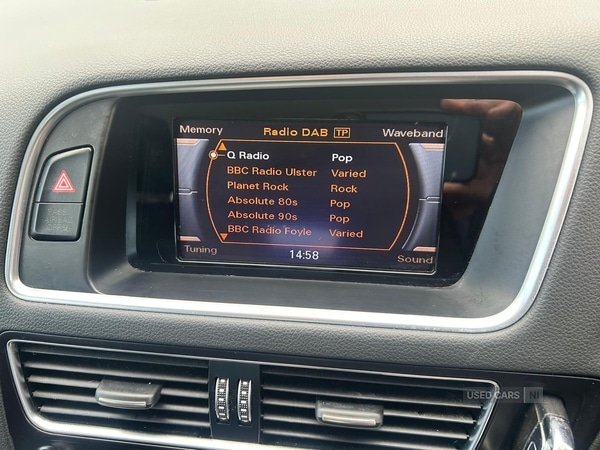 Memory Radio DAB TP Waveband
Q Radio Pop
BBC Radio Ulster Varied
Planet Rock Rock
Absolute 80s Pop
Absolute 90s Pop
BBC Radio Foyle Varied
Tuning 14:58 Sound
USED CARS NI